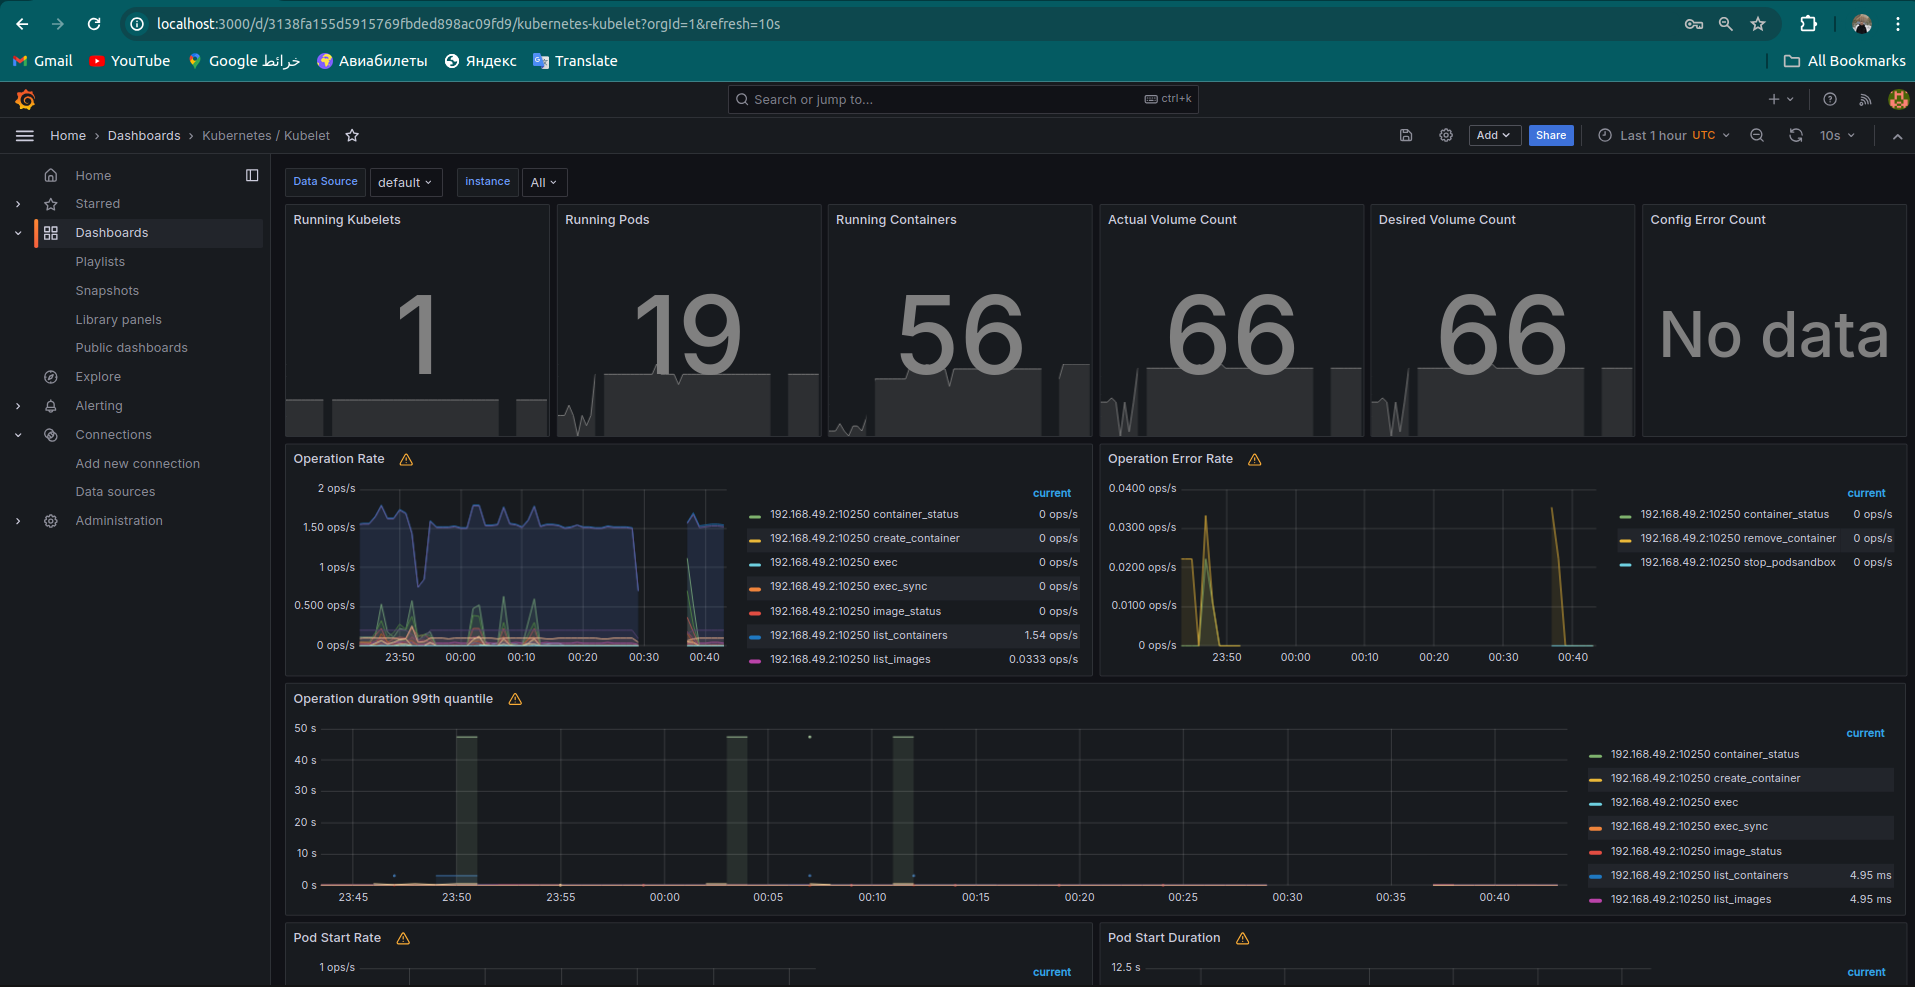 localhost:3000/d/3138fa155d5915769fbded898ac09fd9/kubernetes-kubelet?orgId=1&refresh=10s
Gmail YouTube Google خرائط Авиабилеты Яндекс Translate All Bookmarks
Search or jump to... ctrl+k
Home › Dashboards › Kubernetes / Kubelet Add Share Last 1 hour UTC 10s
Home
Starred
Dashboards
Playlists
Snapshots
Library panels
Public dashboards
Explore
Alerting
Connections
Add new connection
Data sources
Administration
Data Source default instance All
Running Kubelets
1
Running Pods
19
Running Containers
56
Actual Volume Count
66
Desired Volume Count
66
Config Error Count
No data
Operation Rate
2 ops/s
1.50 ops/s
1 ops/s
0.500 ops/s
0 ops/s
23:50 00:00 00:10 00:20 00:30 00:40
current
192.168.49.2:10250 container_status 0 ops/s
192.168.49.2:10250 create_container 0 ops/s
192.168.49.2:10250 exec 0 ops/s
192.168.49.2:10250 exec_sync 0 ops/s
192.168.49.2:10250 image_status 0 ops/s
192.168.49.2:10250 list_containers 1.54 ops/s
192.168.49.2:10250 list_images 0.0333 ops/s
Operation Error Rate
0.0400 ops/s
0.0300 ops/s
0.0200 ops/s
0.0100 ops/s
0 ops/s
23:50 00:00 00:10 00:20 00:30 00:40
current
192.168.49.2:10250 container_status 0 ops/s
192.168.49.2:10250 remove_container 0 ops/s
192.168.49.2:10250 stop_podsandbox 0 ops/s
Operation duration 99th quantile
50 s
40 s
30 s
20 s
10 s
0 s
23:45 23:50 23:55 00:00 00:05 00:10 00:15 00:20 00:25 00:30 00:35 00:40
current
192.168.49.2:10250 container_status
192.168.49.2:10250 create_container
192.168.49.2:10250 exec
192.168.49.2:10250 exec_sync
192.168.49.2:10250 image_status
192.168.49.2:10250 list_containers 4.95 ms
192.168.49.2:10250 list_images 4.95 ms
Pod Start Rate
1 ops/s
current
Pod Start Duration
12.5 s
current